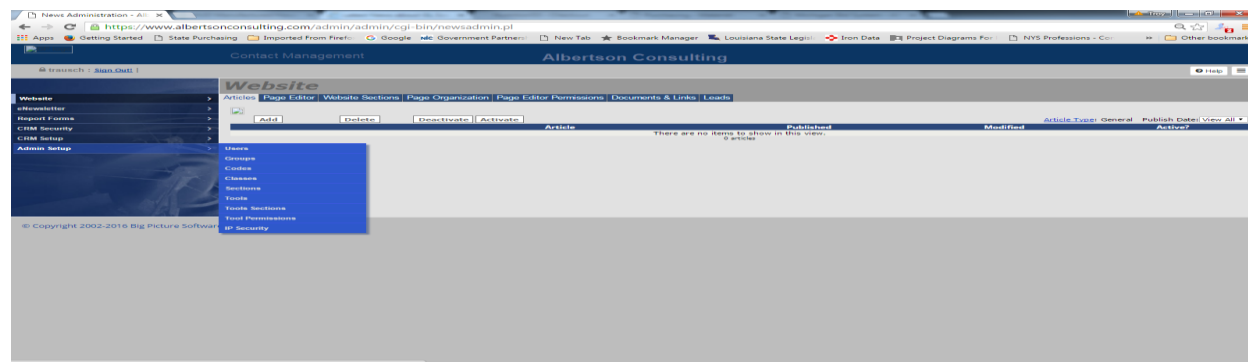 News Administration - Alb
https://www.albertsonconsulting.com/admin/admin/cgi-bin/newsadmin.pl
Apps Getting Started State Purchasing Imported From Firefo Google Government Partners New Tab Bookmark Manager Louisiana State Legisl Iron Data Project Diagrams For NYS Professions - Co Other bookmarks
Contact Management Albertson Consulting
trausch : Sign Out! | Help
Website
Website > Articles Page Editor Website Sections Page Organization Page Editor Permissions Documents & Links Leads
eNewsletter >
Report Forms > Add Delete Deactivate Activate Article Type: General Publish Date: View All
CRM Security > Article Published Modified Active?
CRM Setup > There are no items to show in this view.
0 articles
Admin Setup > Users
Groups
Codes
Classes
Sections
Tools
Tools Sections
Tool Permissions
IP Security
© Copyright 2002-2016 Big Picture Softwar